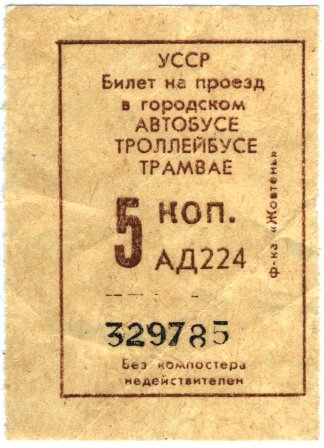 УССР
Билет на проезд
в городском
АВТОБУСЕ
ТРОЛЛЕЙБУСЕ
ТРАМВАЕ
5 КОП.
АД224
ф-ка «Жовтень»
329785
Без компостера
недействителен